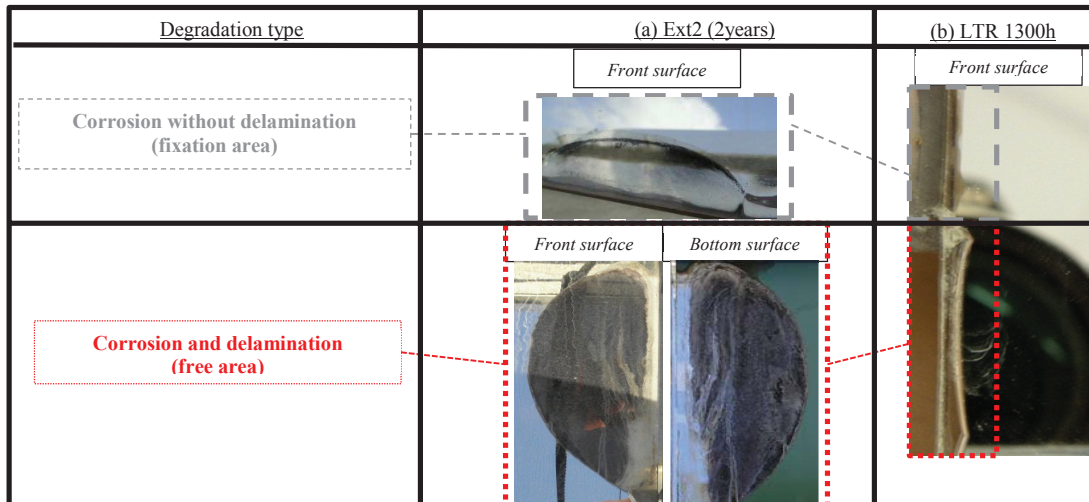 Degradation type
(a) Ext2 (2years)
(b) LTR 1300h
Front surface
Front surface
Corrosion without delamination
(fixation area)
Front surface
Bottom surface
Corrosion and delamination
(free area)